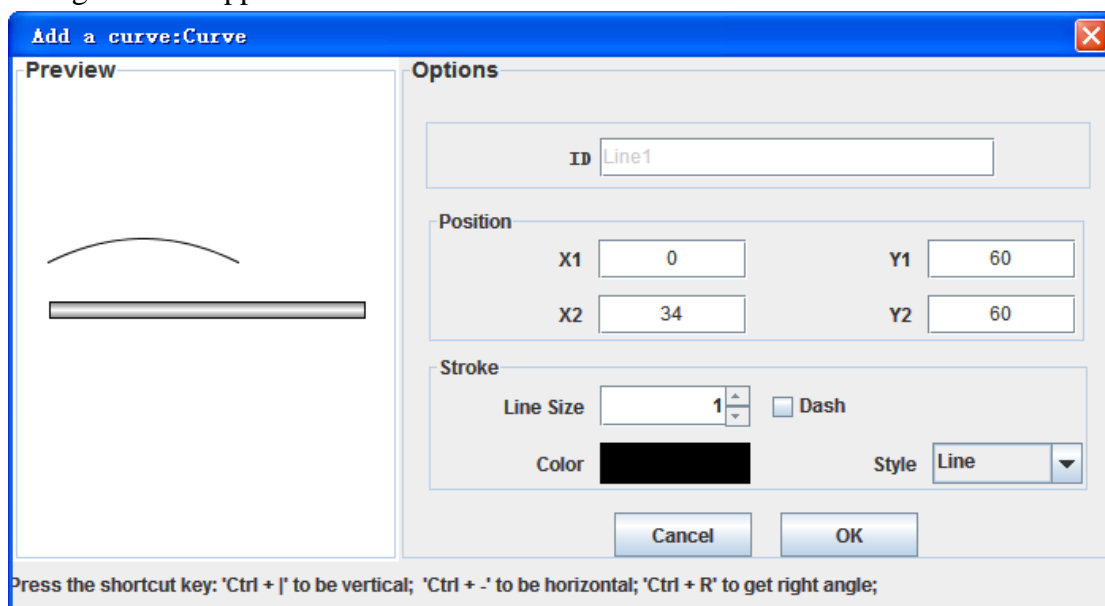 Add a curve:Curve
Preview
Options
ID Line1
Position
X1 0 Y1 60
X2 34 Y2 60
Stroke
Line Size 1 Dash
Color Style Line
Cancel OK
Press the shortcut key: 'Ctrl + |' to be vertical; 'Ctrl + -' to be horizontal; 'Ctrl + R' to get right angle;